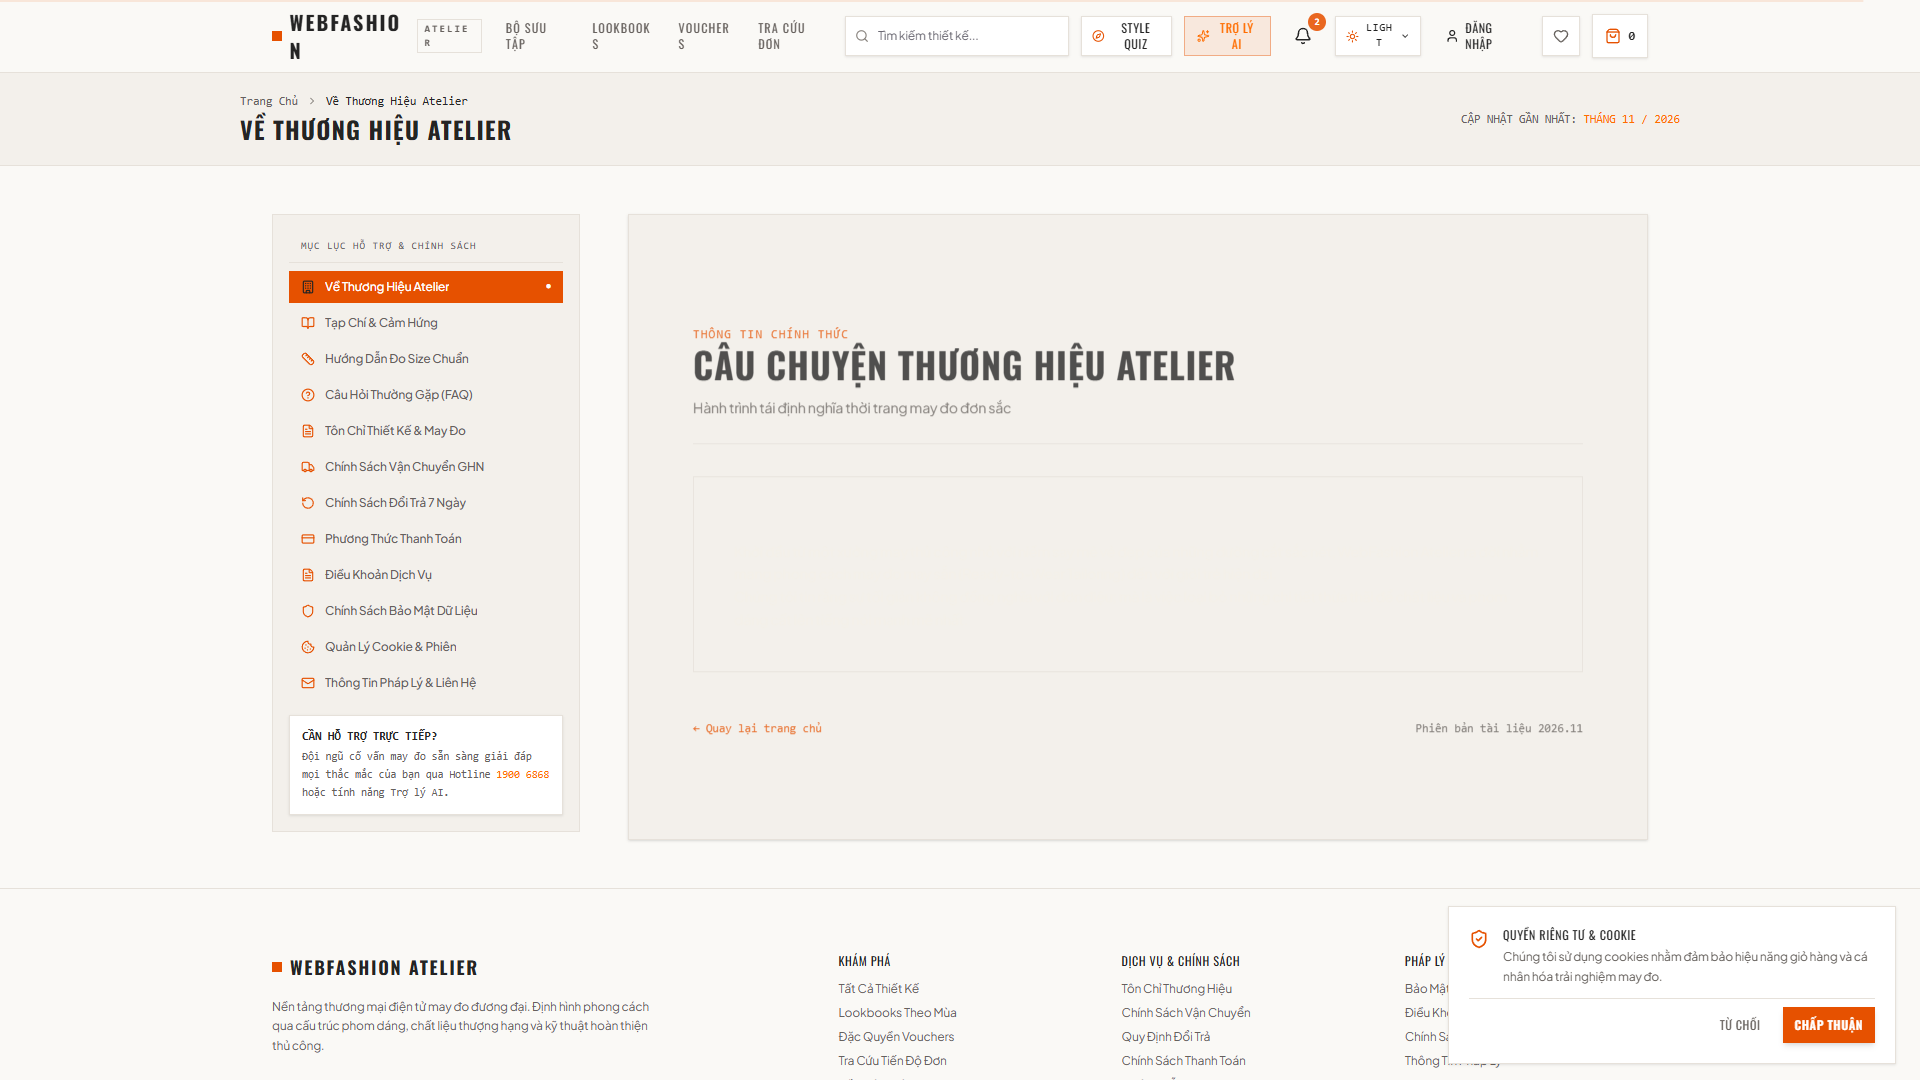 WEBFASHIO
N
ATELIE
R
BỘ SƯU
TẬP
LOOKBOOK
S
VOUCHER
S
TRA CỨU
ĐƠN
Tìm kiếm thiết kế...
STYLE
QUIZ
TRỢ LÝ
AI
2
LIGH
T
ĐĂNG
NHẬP
0
Trang Chủ > Về Thương Hiệu Atelier
VỀ THƯƠNG HIỆU ATELIER
CẬP NHẬT GẦN NHẤT: THÁNG 11 / 2026
MỤC LỤC HỖ TRỢ & CHÍNH SÁCH
Về Thương Hiệu Atelier
Tạp Chí & Cảm Hứng
Hướng Dẫn Đo Size Chuẩn
Câu Hỏi Thường Gặp (FAQ)
Tôn Chỉ Thiết Kế & May Đo
Chính Sách Vận Chuyển GHN
Chính Sách Đổi Trả 7 Ngày
Phương Thức Thanh Toán
Điều Khoản Dịch Vụ
Chính Sách Bảo Mật Dữ Liệu
Quản Lý Cookie & Phiên
Thông Tin Pháp Lý & Liên Hệ
CẦN HỖ TRỢ TRỰC TIẾP?
Đội ngũ cố vấn may đo sẵn sàng giải đáp
mọi thắc mắc của bạn qua Hotline 1900 6868
hoặc tính năng Trợ lý AI.
THÔNG TIN CHÍNH THỨC
CÂU CHUYỆN THƯƠNG HIỆU ATELIER
Hành trình tái định nghĩa thời trang may đo đơn sắc
← Quay lại trang chủ
Phiên bản tài liệu 2026.11
WEBFASHION ATELIER
Nền tảng thương mại điện tử may đo đương đại. Định hình phong cách
qua cấu trúc phom dáng, chất liệu thượng hạng và kỹ thuật hoàn thiện
thủ công.
KHÁM PHÁ
Tất Cả Thiết Kế
Lookbooks Theo Mùa
Đặc Quyền Vouchers
Tra Cứu Tiến Độ Đơn
DỊCH VỤ & CHÍNH SÁCH
Tôn Chỉ Thương Hiệu
Chính Sách Vận Chuyển
Quy Định Đổi Trả
Chính Sách Thanh Toán
PHÁP LÝ
Bảo Mật
Điều Kh
Chính Sá
Thông T
QUYỀN RIÊNG TƯ & COOKIE
Chúng tôi sử dụng cookies nhằm đảm bảo hiệu năng giỏ hàng và cá
nhân hóa trải nghiệm may đo.
TỪ CHỐI
CHẤP THUẬN